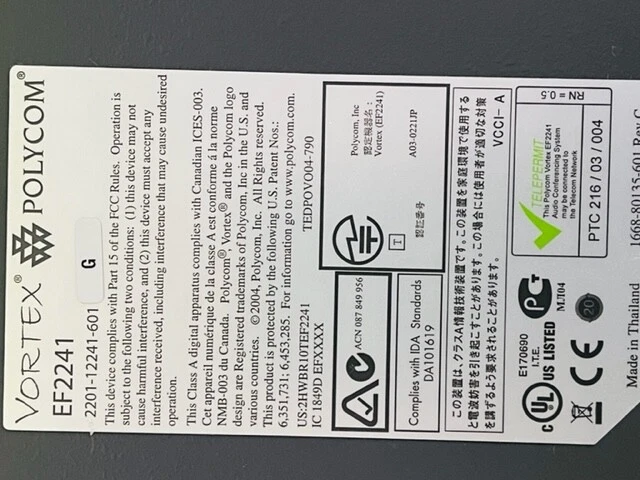 VORTEX® POLYCOM®
EF2241
2201-12241-601 G
This device complies with Part 15 of the FCC Rules. Operation is
subject to the following two conditions: (1) this device may not
cause harmful interference, and (2) this device must accept any
interference received, including interference that may cause undesired
operation.
This Class A digital apparatus complies with Canadian ICES-003.
Cet appareil numérique de la classe A est conforme á la norme
NMB-003 du Canada. Polycom®, Vortex® and the Polycom logo
design are Registered trademarks of Polycom, Inc in the U.S. and
various countries. ©2004, Polycom, Inc. All Rights reserved.
This product is protected by the following U.S. Patent Nos.:
6,351,731; 6,453,285. For information go to www.polycom.com.
US:2HWBR10TEF2241 TEDPOVO04-790
IC 1849D EFXXXX
ACN 087 849 956
T
Polycom, Inc
認定機器名:
Vortex (EF2241)
認証番号 A03-0221JP
Complies with IDA Standards
DA101619
この装置は、クラスA情報技術装置です。この装置を家庭環境で使用する
と電波妨害を引き起こすことがあります。この場合には使用者が適切な対策
を講ずるよう要求されることがあります。 VCCI-A
TELEPERMIT
This Polycom Vortex EF2241
Audio Conferencing System
may be connected to
the Telecom Network
PTC 216 / 03 / 004
RN = 0.5
E170690
I.T.E.
c UL US LISTED
МЛ04
CE
20
Made in Thailand